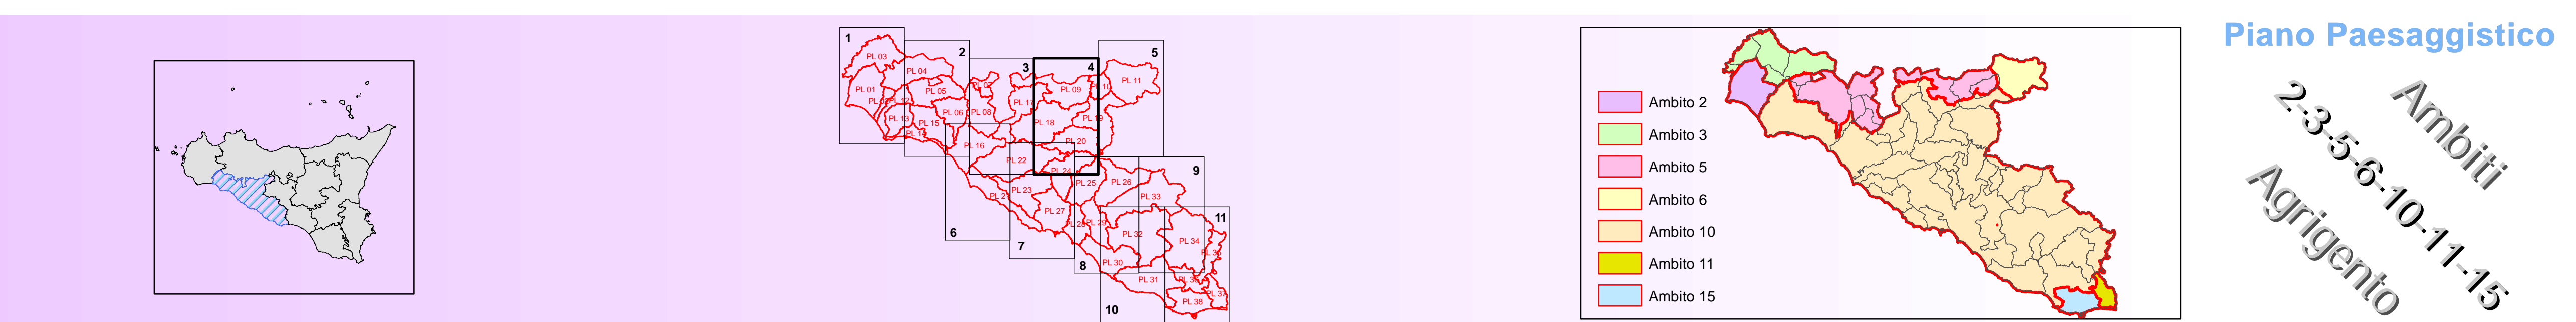 1
2
3
4
5
PL 03
PL 04
PL 01
PL 05
PL 09
PL 11
PL 13
PL 15
PL 06
PL 08
PL 17
PL 18
PL 19
PL 20
PL 16
PL 22
PL 24
PL 25
PL 26
9
PL 23
PL 33
PL 27
PL 29
11
6
7
PL 32
PL 34
8
PL 30
PL 31
PL 37
PL 38
10
Ambito 2
Ambito 3
Ambito 5
Ambito 6
Ambito 10
Ambito 11
Ambito 15
Piano Paesaggistico
Ambiti
2-3-5-6-10-11-15
Agrigento